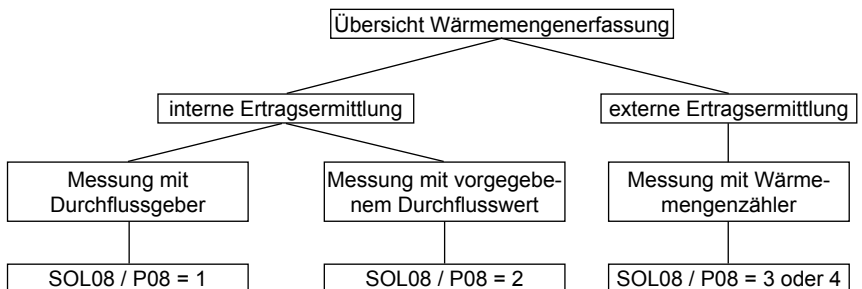 Übersicht Wärmemengenerfassung
interne Ertragsermittlung
externe Ertragsermittlung
Messung mit
Durchflussgeber
Messung mit vorgegebe-
nem Durchflusswert
Messung mit Wärme-
mengenzähler
SOL08 / P08 = 1
SOL08 / P08 = 2
SOL08 / P08 = 3 oder 4